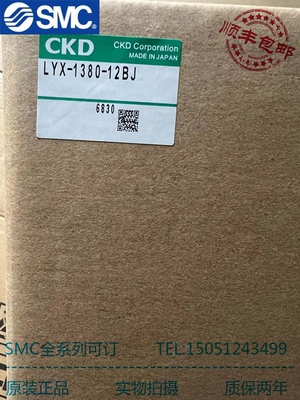 SMC
顺丰包邮
CKD
CKD Corporation
MADE IN JAPAN
LYX-1380-12BJ
6830
SMC全系列可订 TEL:15051243499
原装正品 实物拍摄 质保两年